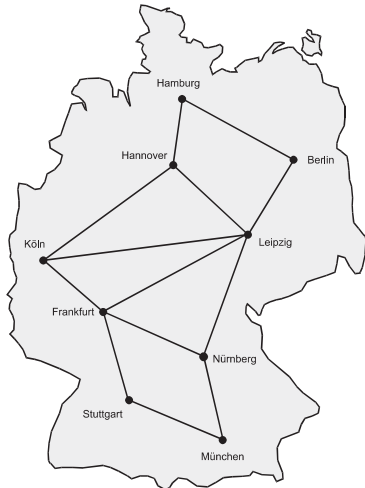 Hamburg
Hannover
Berlin
Köln
Leipzig
Frankfurt
Nürnberg
Stuttgart
München